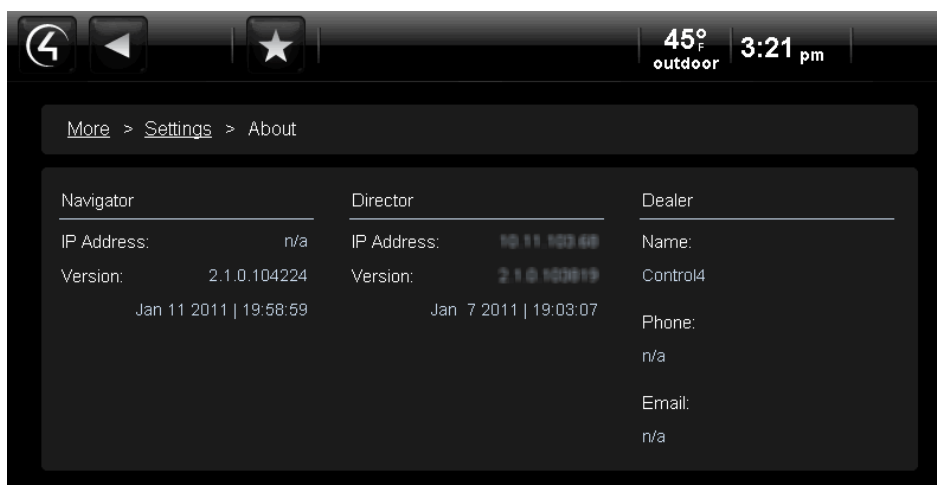 45°F
outdoor
3:21 pm
More > Settings > About
Navigator
IP Address: n/a
Version: 2.1.0.104224
Jan 11 2011 | 19:58:59
Director
IP Address:
Version:
Jan 7 2011 | 19:03:07
Dealer
Name:
Control4
Phone:
n/a
Email:
n/a